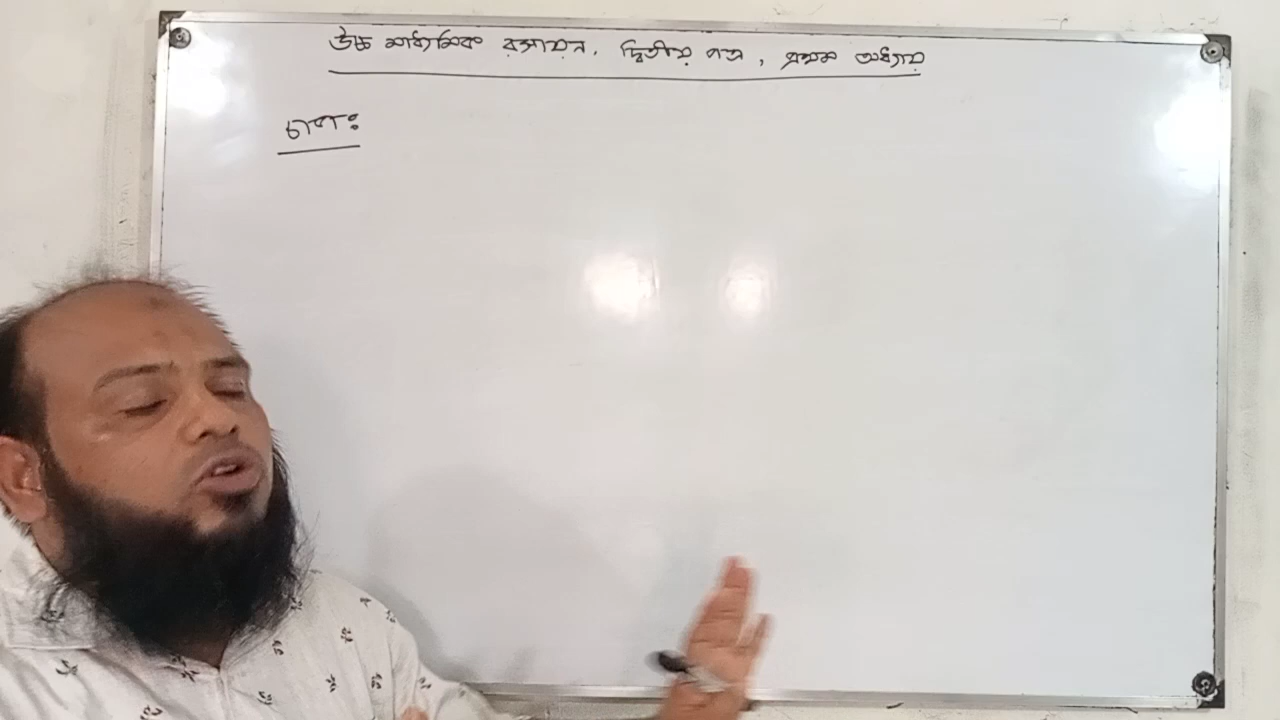 উচ্চ মাধ্যমিক রসায়ন, দ্বিতীয় পত্র, প্রথম অধ্যায়
চাপঃ